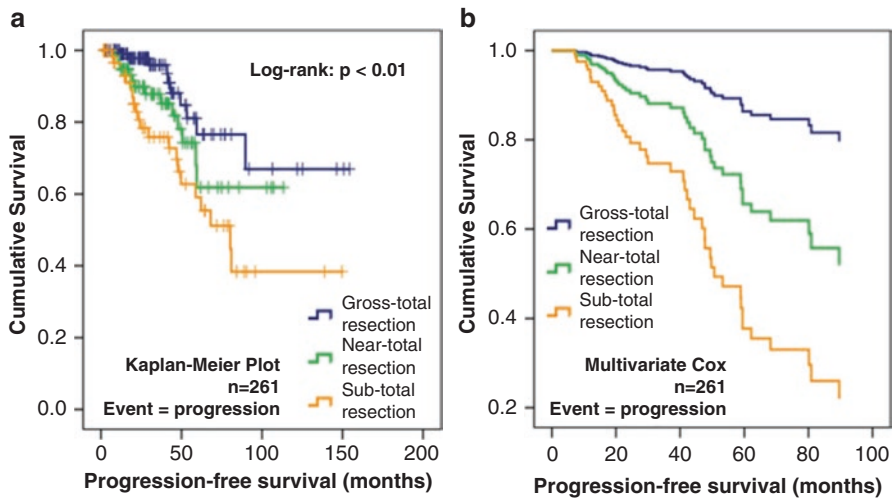 a
Cumulative Survival
1.0
0.8
0.6
0.4
0.2
0.0
Log-rank: p < 0.01
Gross-total
resection
Near-total
resection
Sub-total
resection
Kaplan-Meier Plot
n=261
Event = progression
0
50
100
150
200
Progression-free survival (months)
b
Cumulative Survival
1.0
0.8
0.6
0.4
0.2
Gross-total
resection
Near-total
resection
Sub-total
resection
Multivariate Cox
n=261
Event = progression
0
20
40
60
80
100
Progression-free survival (months)